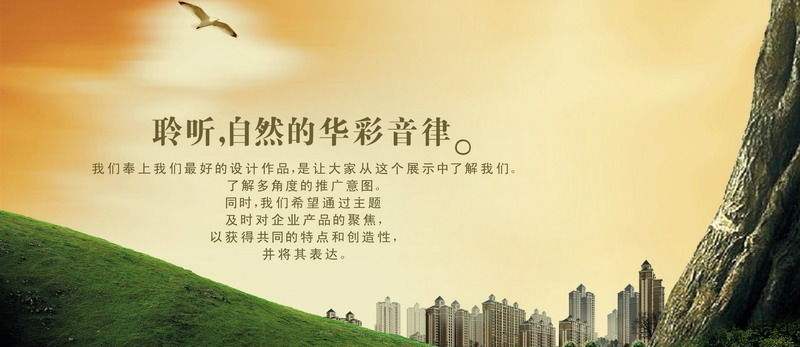 聆听,自然的华彩音律。
我们奉上我们最好的设计作品,是让大家从这个展示中了解我们。
了解多角度的推广意图。
同时,我们希望通过主题
及时对企业产品的聚焦,
以获得共同的特点和创造性,
并将其表达。